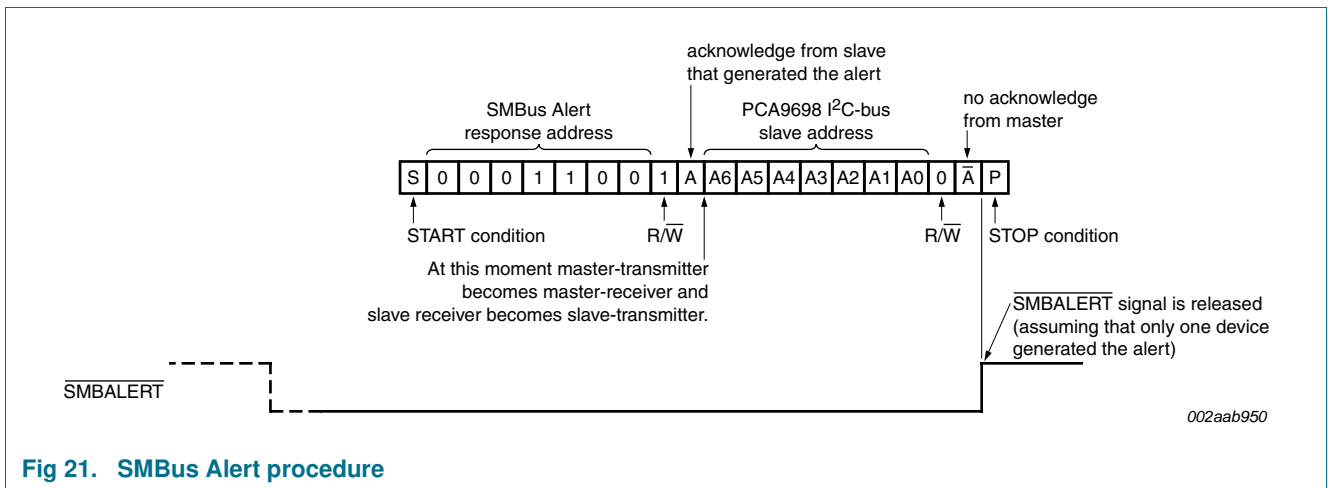 acknowledge from slave
that generated the alert
SMBus Alert
response address
PCA9698 I²C-bus
slave address
no acknowledge
from master
S 0 0 0 1 1 0 0 1 A A6 A5 A4 A3 A2 A1 A0 0 A̅ P
START condition
R/W̅
R/W̅
STOP condition
At this moment master-transmitter
becomes master-receiver and
slave receiver becomes slave-transmitter.
S̅M̅B̅A̅L̅E̅R̅T̅ signal is released
(assuming that only one device
generated the alert)
S̅M̅B̅A̅L̅E̅R̅T̅
002aab950
Fig 21. SMBus Alert procedure